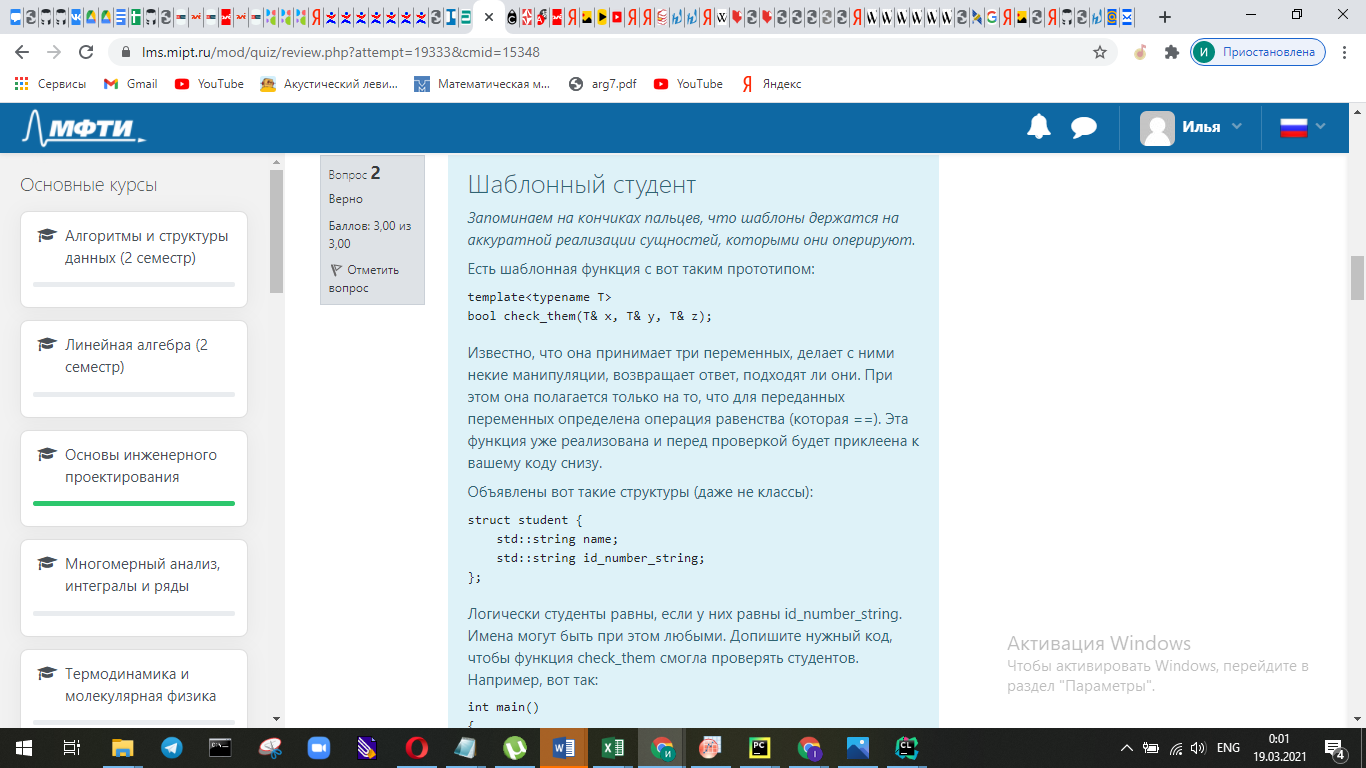 lms.mipt.ru/mod/quiz/review.php?attempt=19333&cmid=15348
И Приостановлена
Сервисы Gmail YouTube Акустический леви... Математическая м... arg7.pdf YouTube Яндекс
МФТИ
Илья
Основные курсы
Алгоритмы и структуры
данных (2 семестр)
Линейная алгебра (2
семестр)
Основы инженерного
проектирования
Многомерный анализ,
интегралы и ряды
Термодинамика и
молекулярная физика
Вопрос 2
Верно
Баллов: 3,00 из
3,00
Отметить
вопрос
Шаблонный студент
Запоминаем на кончиках пальцев, что шаблоны держатся на
аккуратной реализации сущностей, которыми они оперируют.
Есть шаблонная функция с вот таким прототипом:
template<typename T>
bool check_them(T& x, T& y, T& z);
Известно, что она принимает три переменных, делает с ними
некие манипуляции, возвращает ответ, подходят ли они. При
этом она полагается только на то, что для переданных
переменных определена операция равенства (которая ==). Эта
функция уже реализована и перед проверкой будет приклеена к
вашему коду снизу.
Объявлены вот такие структуры (даже не классы):
struct student {
std::string name;
std::string id_number_string;
};
Логически студенты равны, если у них равны id_number_string.
Имена могут быть при этом любыми. Допишите нужный код,
чтобы функция check_them смогла проверять студентов.
Например, вот так:
int main()
{
Активация Windows
Чтобы активировать Windows, перейдите в
раздел "Параметры".
ENG
0:01
19.03.2021
4